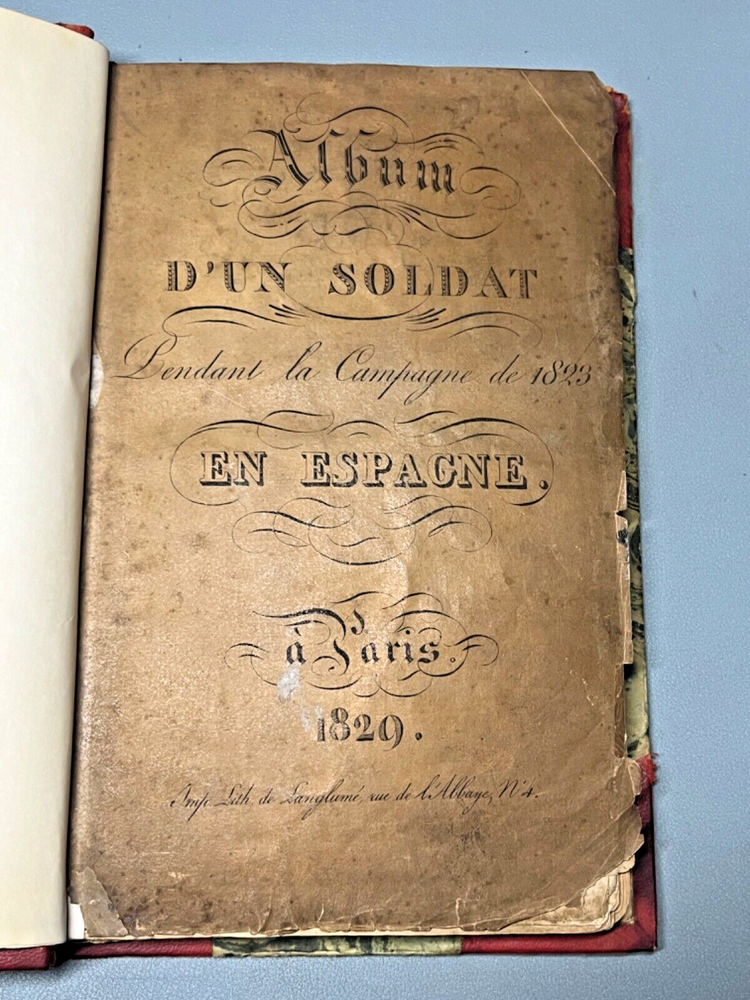 Album
D'UN SOLDAT
Pendant la Campagne de 1823
EN ESPAGNE.
à Paris.
1829.
Imp. Lith. de Langlumé, rue de l'Abbaye, N° 4.